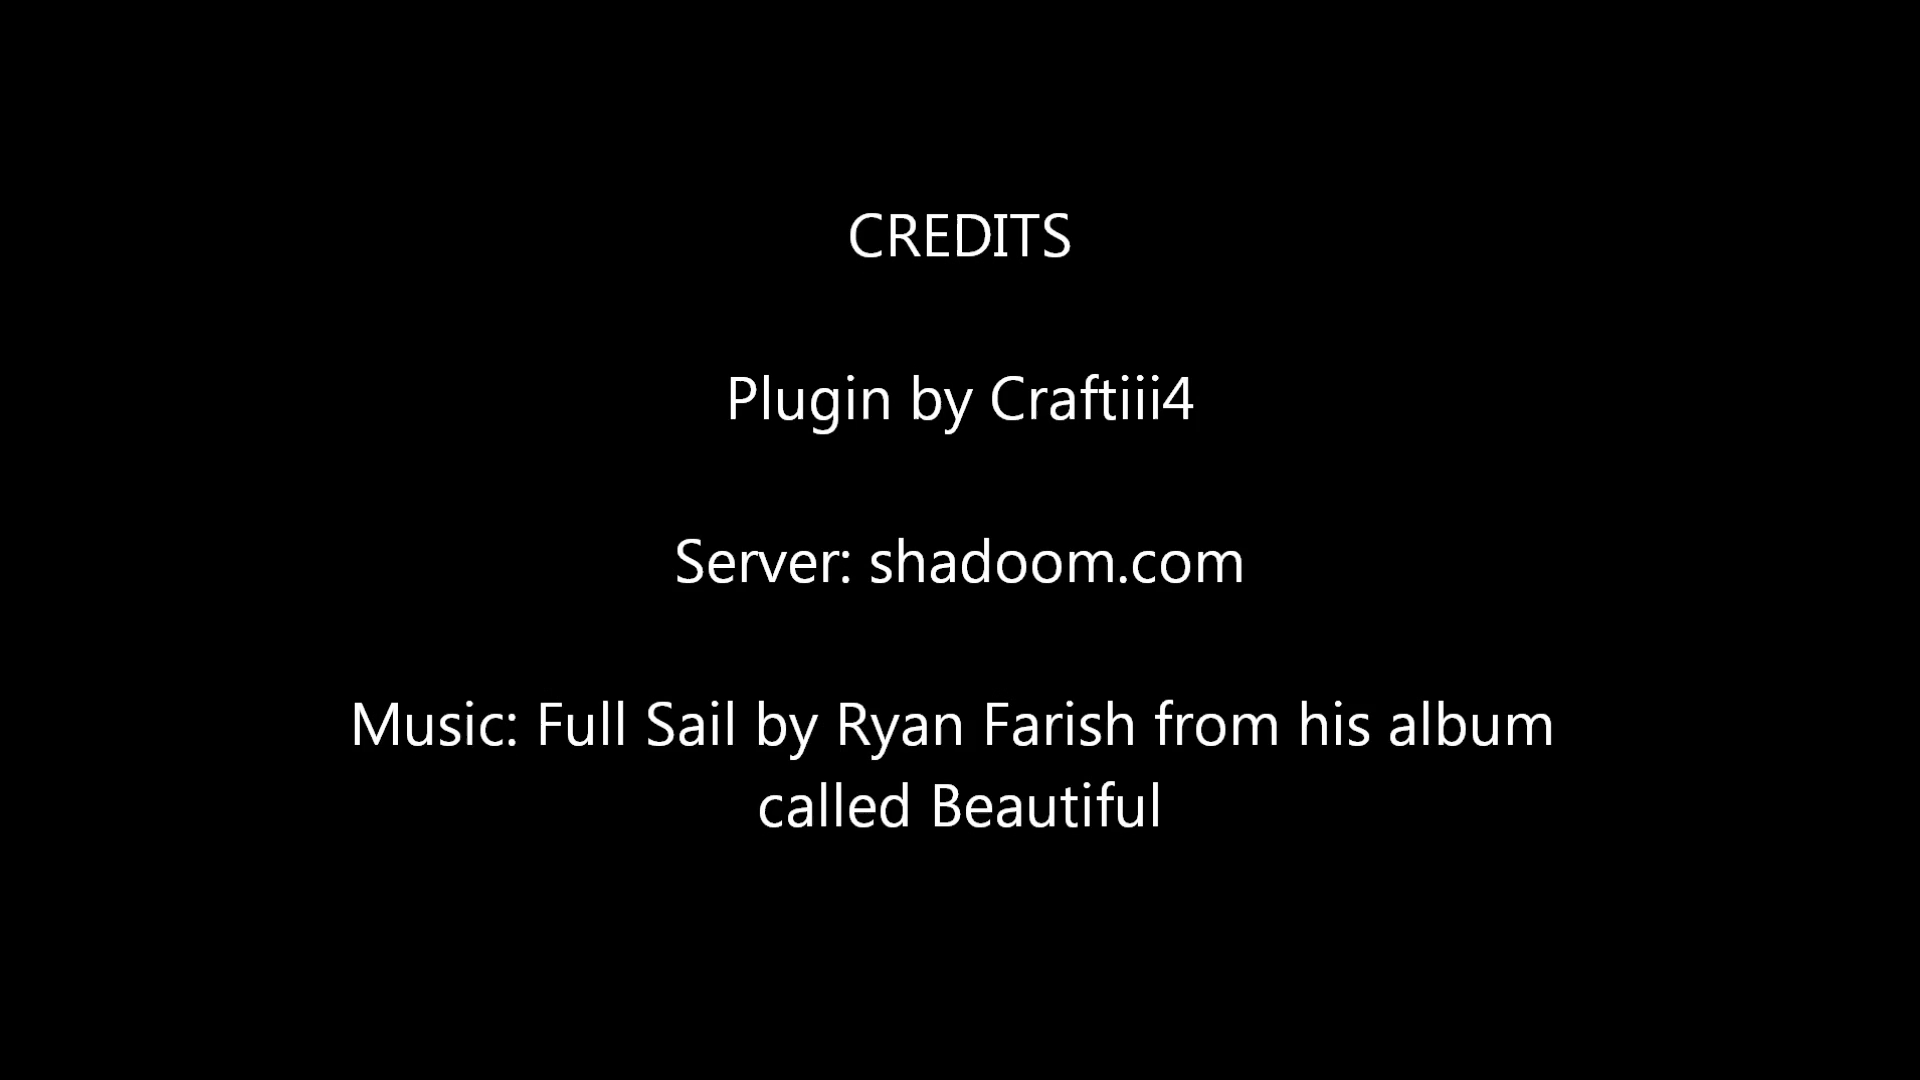 CREDITS
Plugin by Craftiii4
Server: shadoom.com
Music: Full Sail by Ryan Farish from his album
called Beautiful